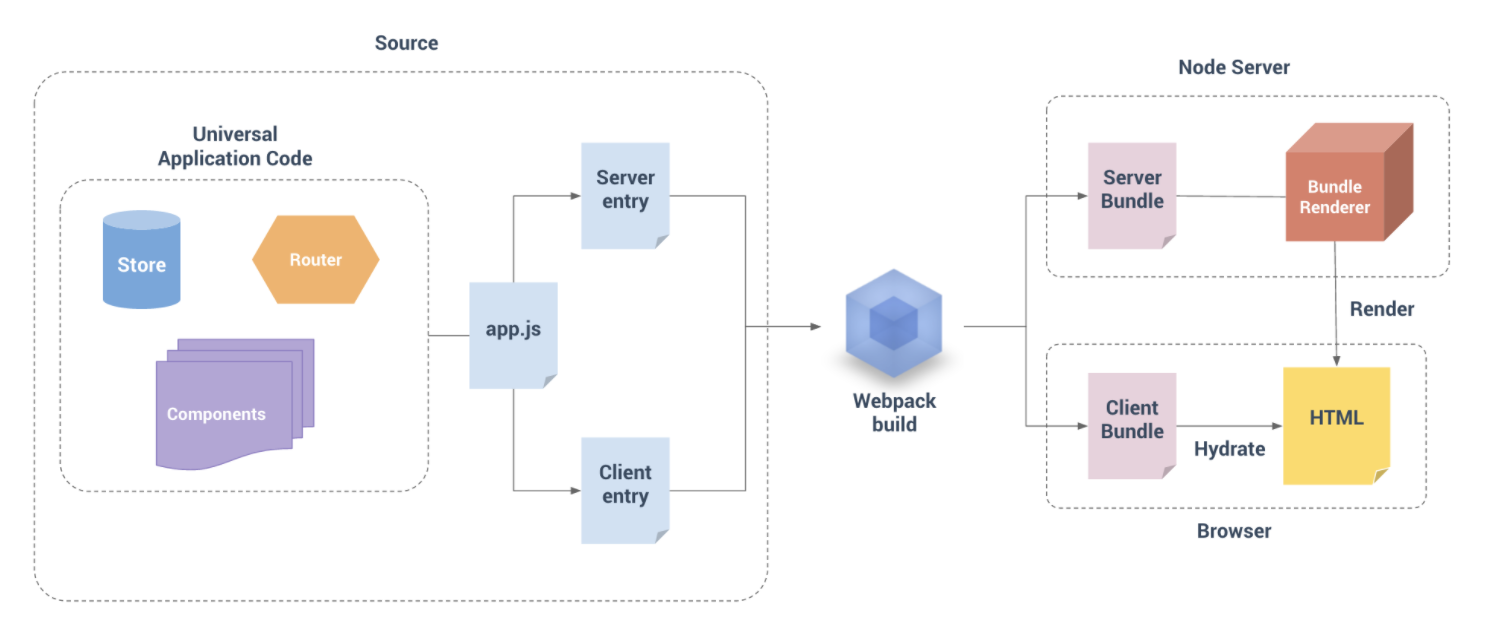 Source
Universal
Application Code
Store
Router
Components
app.js
Server
entry
Client
entry
Webpack
build
Node Server
Server
Bundle
Bundle
Renderer
Render
Client
Bundle
Hydrate
HTML
Browser